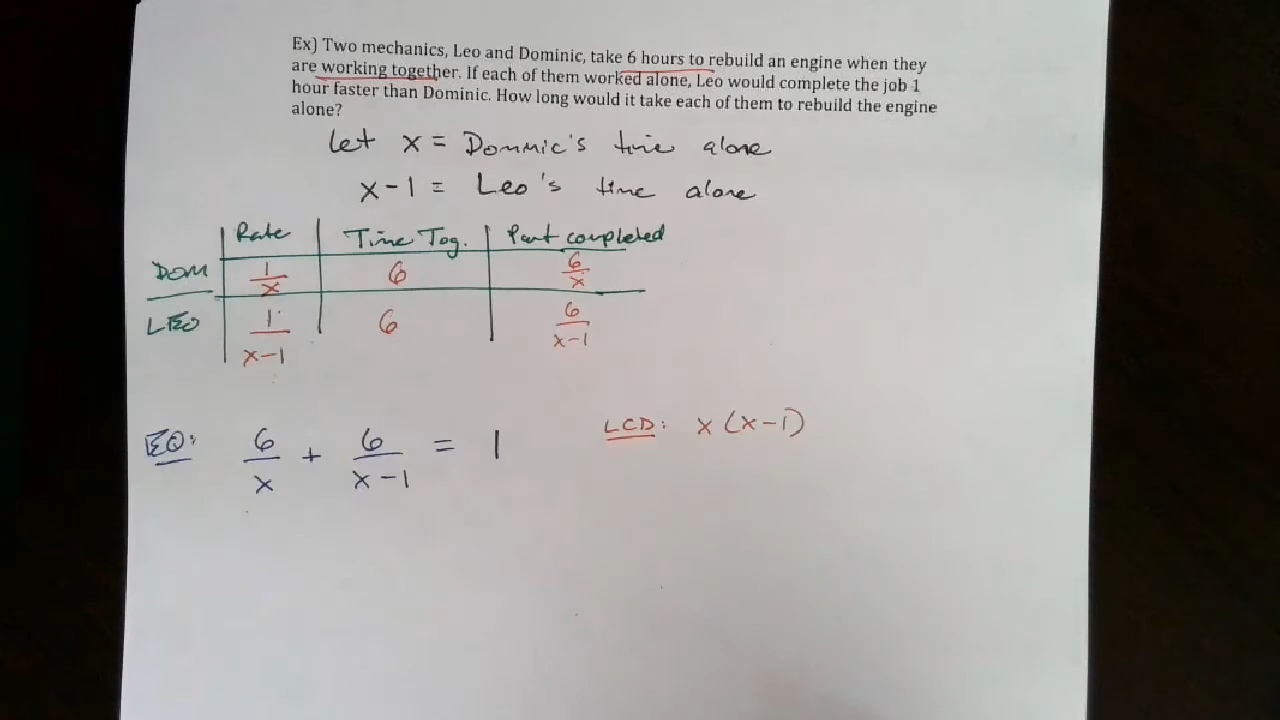 Ex) Two mechanics, Leo and Dominic, take 6 hours to rebuild an engine when they
are working together. If each of them worked alone, Leo would complete the job 1
hour faster than Dominic. How long would it take each of them to rebuild the engine
alone?
Let x = Dominic's time alone
x-1 = Leo's time alone
Rate Time Tog. Part completed
DOM 1/x 6 6/x
LEO 1/x-1 6 6/x-1
EQ: 6/x + 6/x-1 = 1
LCD: x(x-1)